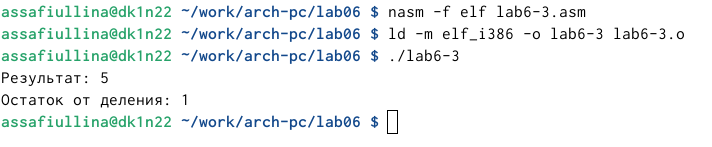 assafiullina@dk1n22 ~/work/arch-pc/lab06 $ nasm -f elf lab6-3.asm
assafiullina@dk1n22 ~/work/arch-pc/lab06 $ ld -m elf_i386 -o lab6-3 lab6-3.o
assafiullina@dk1n22 ~/work/arch-pc/lab06 $ ./lab6-3
Результат: 5
Остаток от деления: 1
assafiullina@dk1n22 ~/work/arch-pc/lab06 $